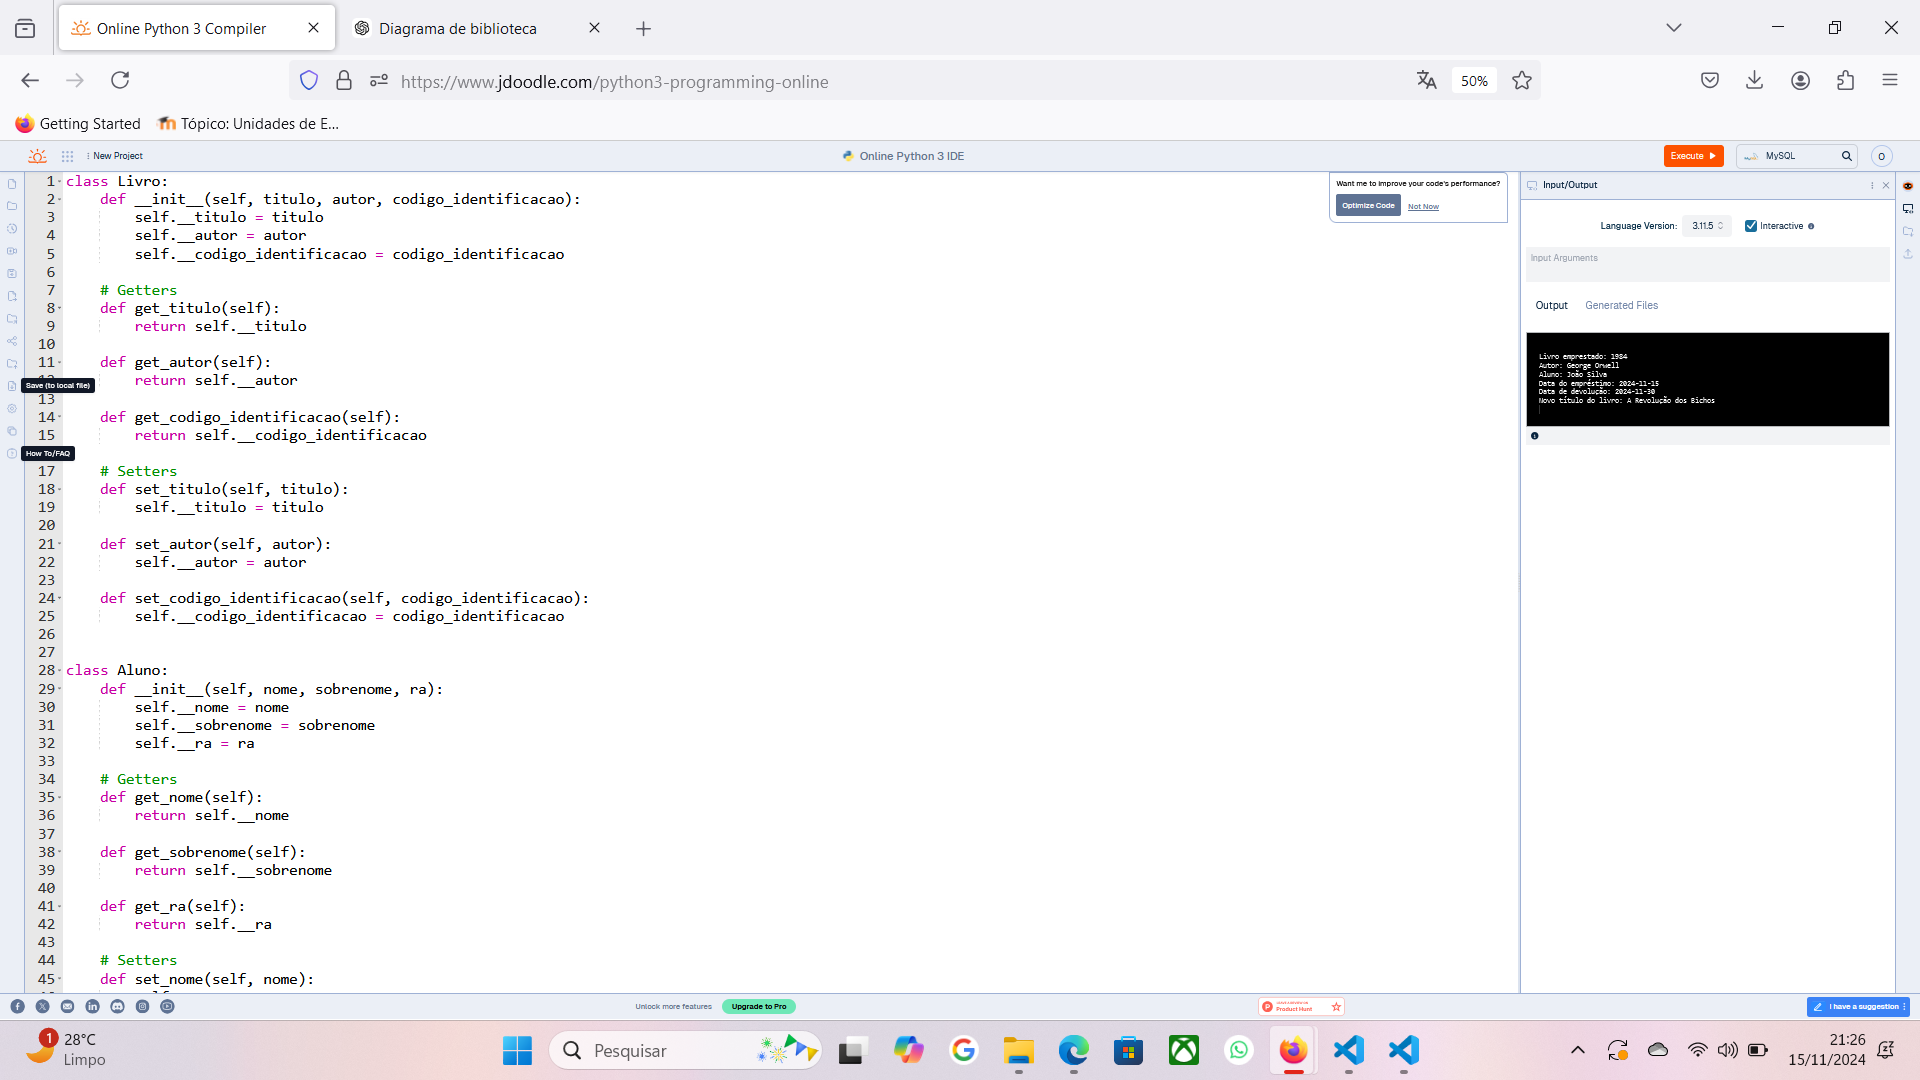 Online Python 3 Compiler
Diagrama de biblioteca
https://www.jdoodle.com/python3-programming-online
50%
Getting Started
Tópico: Unidades de E...
New Project
Online Python 3 IDE
Execute
MySQL
O
1 class Livro:
2     def __init__(self, titulo, autor, codigo_identificacao):
3         self.__titulo = titulo
4         self.__autor = autor
5         self.__codigo_identificacao = codigo_identificacao
6
7     # Getters
8     def get_titulo(self):
9         return self.__titulo
10
11     def get_autor(self):
return self.__autor
13
14     def get_codigo_identificacao(self):
15         return self.__codigo_identificacao
17     # Setters
18     def set_titulo(self, titulo):
19         self.__titulo = titulo
20
21     def set_autor(self, autor):
22         self.__autor = autor
23
24     def set_codigo_identificacao(self, codigo_identificacao):
25         self.__codigo_identificacao = codigo_identificacao
26
27
28 class Aluno:
29     def __init__(self, nome, sobrenome, ra):
30         self.__nome = nome
31         self.__sobrenome = sobrenome
32         self.__ra = ra
33
34     # Getters
35     def get_nome(self):
36         return self.__nome
37
38     def get_sobrenome(self):
39         return self.__sobrenome
40
41     def get_ra(self):
42         return self.__ra
43
44     # Setters
45     def set_nome(self, nome):
Save (to local file)
How To/FAQ
Want me to improve your code's performance?
Optimize Code
Not Now
Input/Output
Language Version: 3.11.5
Interactive
Input Arguments
Output
Generated Files
Livro emprestado: 1984
Autor: George Orwell
Aluno: João Silva
Data do empréstimo: 2024-11-15
Data de devolução: 2024-11-30
Novo título do livro: A Revolução dos Bichos
Unlock more features
Upgrade to Pro
Product Hunt
I have a suggestion
1
28°C
Limpo
Pesquisar
21:26
15/11/2024